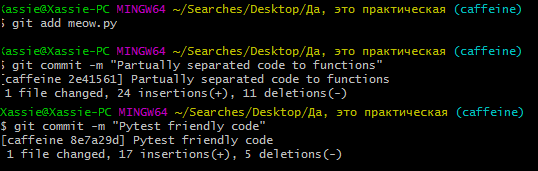 Xassie@Xassie-PC MINGW64 ~/Searches/Desktop/Да, это практическая (caffeine)
$ git add meow.py
Xassie@Xassie-PC MINGW64 ~/Searches/Desktop/Да, это практическая (caffeine)
$ git commit -m "Partually separated code to functions"
[caffeine 2e41561] Partually separated code to functions
1 file changed, 24 insertions(+), 11 deletions(-)
Xassie@Xassie-PC MINGW64 ~/Searches/Desktop/Да, это практическая (caffeine)
$ git commit -m "Pytest friendly code"
[caffeine 8e7a29d] Pytest friendly code
1 file changed, 17 insertions(+), 5 deletions(-)